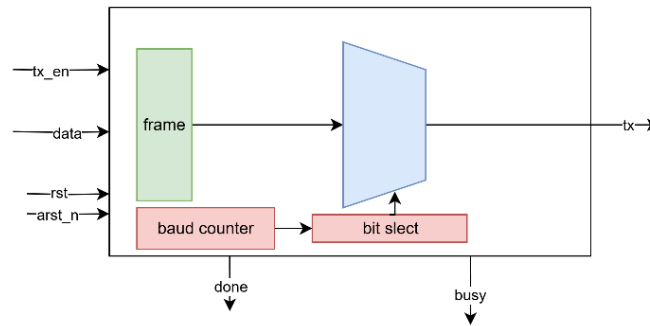 tx_en
frame
data
tx
rst
arst_n
baud counter
bit slect
done
busy